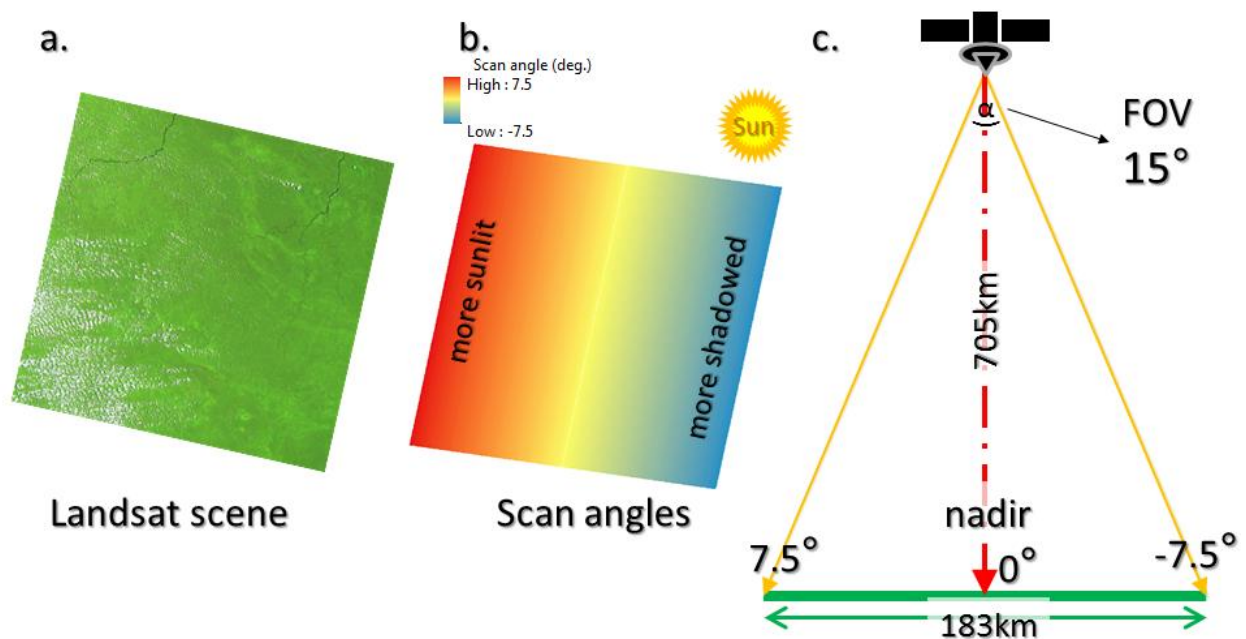 a.
Landsat scene
b.
Scan angle (deg.)
High : 7.5
Low : -7.5
Sun
more sunlit
more shadowed
Scan angles
c.
α
FOV
15°
705km
nadir
7.5°
0°
-7.5°
183km